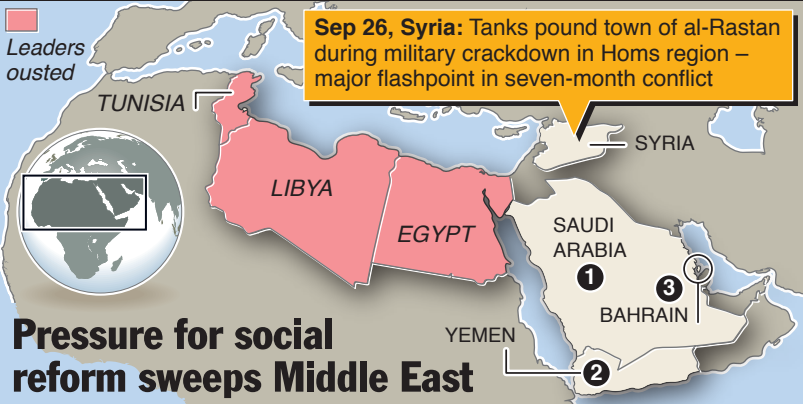 Leaders
ousted
Sep 26, Syria: Tanks pound town of al-Rastan
during military crackdown in Homs region –
major flashpoint in seven-month conflict
TUNISIA
SYRIA
LIBYA
EGYPT
SAUDI
ARABIA
1
3
BAHRAIN
YEMEN
2
Pressure for social
reform sweeps Middle East